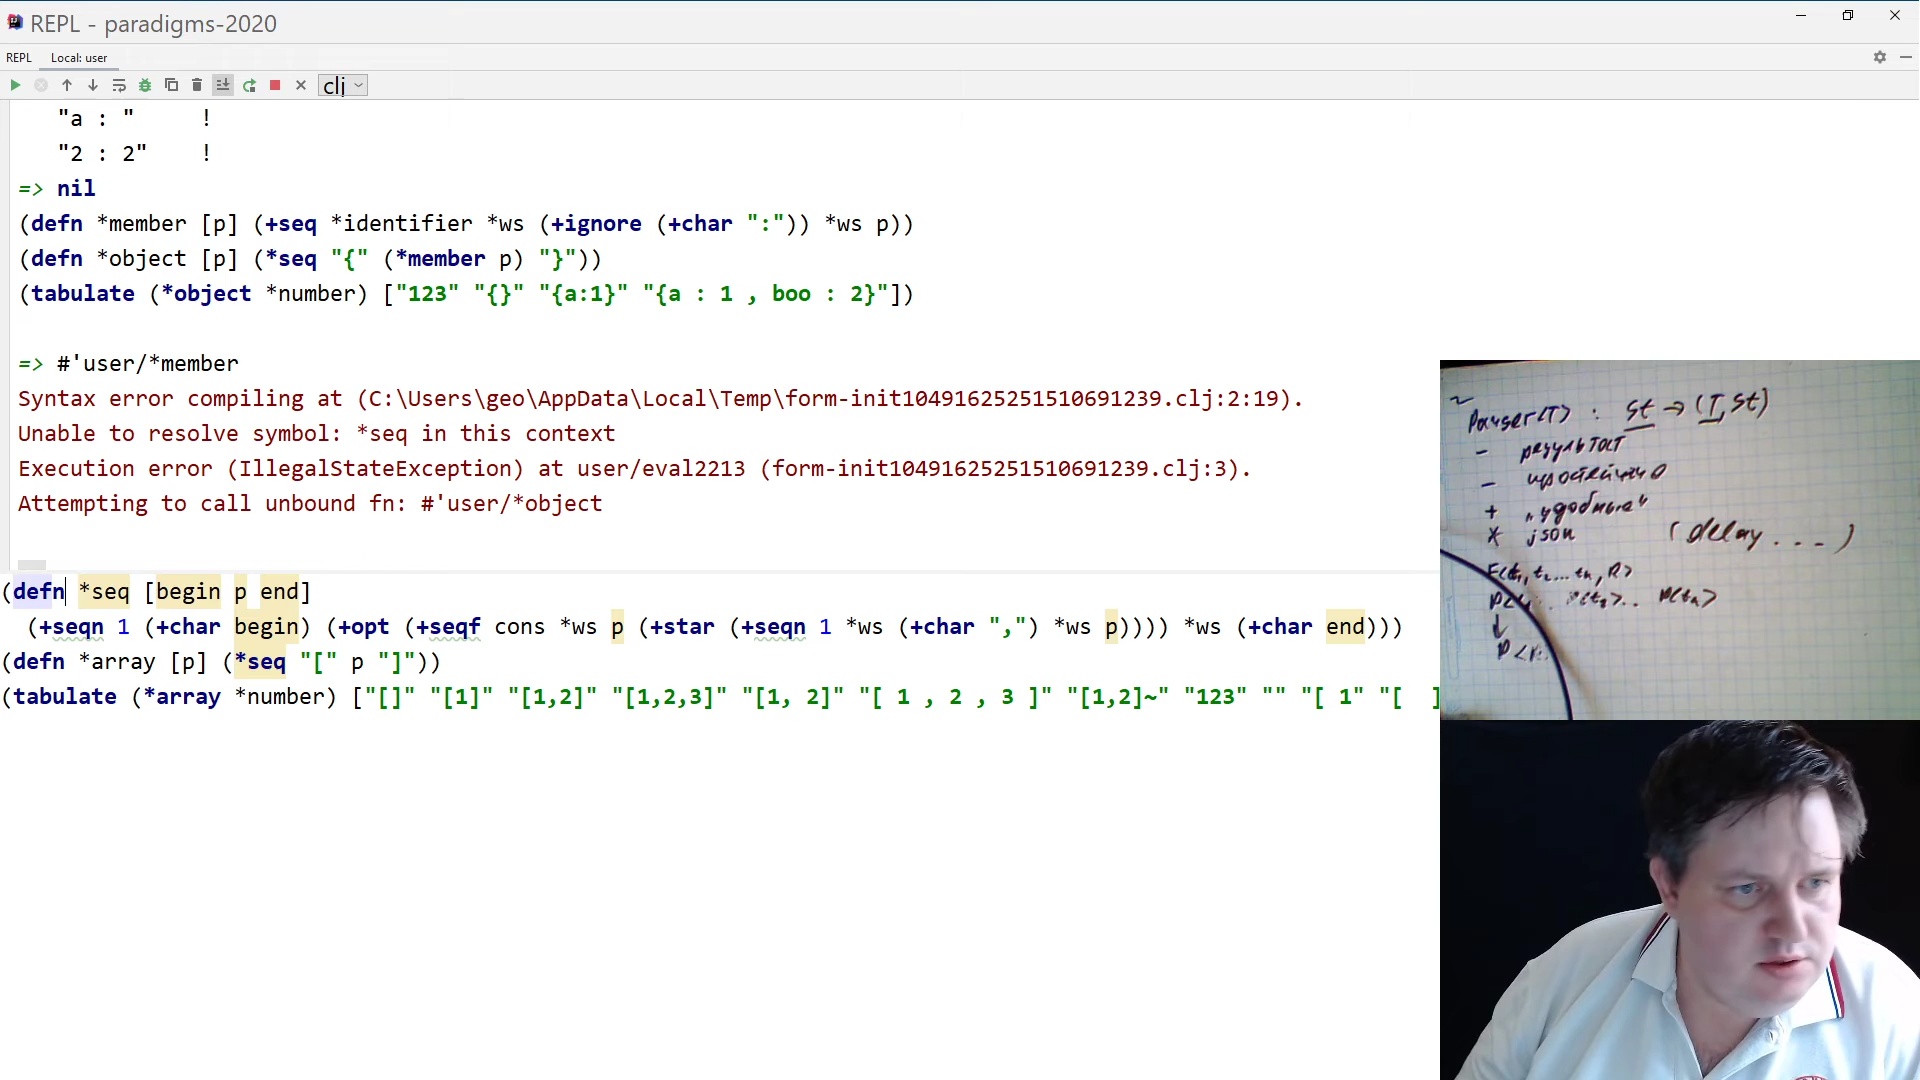 REPL - paradigms-2020
REPL Local: user
clj
"a : " !
"2 : 2" !
=> nil
(defn *member [p] (+seq *identifier *ws (+ignore (+char ":")) *ws p))
(defn *object [p] (*seq "{" (*member p) "}"))
(tabulate (*object *number) ["123" "{}" "{a:1}" "{a : 1 , boo : 2}"])
=> #'user/*member
Syntax error compiling at (C:\Users\geo\AppData\Local\Temp\form-init10491625251510691239.clj:2:19).
Unable to resolve symbol: *seq in this context
Execution error (IllegalStateException) at user/eval2213 (form-init10491625251510691239.clj:3).
Attempting to call unbound fn: #'user/*object
(defn *seq [begin p end]
(+seqn 1 (+char begin) (+opt (+seqf cons *ws p (+star (+seqn 1 *ws (+char ",") *ws p)))) *ws (+char end)))
(defn *array [p] (*seq "[" p "]"))
(tabulate (*array *number) ["[]" "[1]" "[1,2]" "[1,2,3]" "[1, 2]" "[ 1 , 2 , 3 ]" "[1,2]~" "123" "" "[ 1" "[ ]
: St → (T, St)
- результат
+ "удобные"
* json (delay . . . )